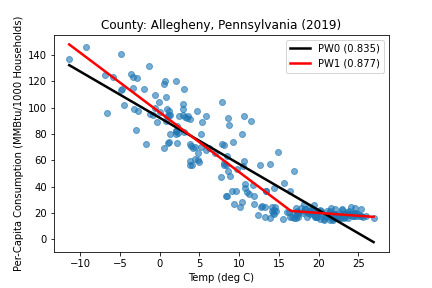 County: Allegheny, Pennsylvania (2019)
PW0 (0.835)
PW1 (0.877)
Per-Capita Consumption (MMBtu/1000 Households)
140
120
100
80
60
40
20
0
−10 −5 0 5 10 15 20 25
Temp (deg C)